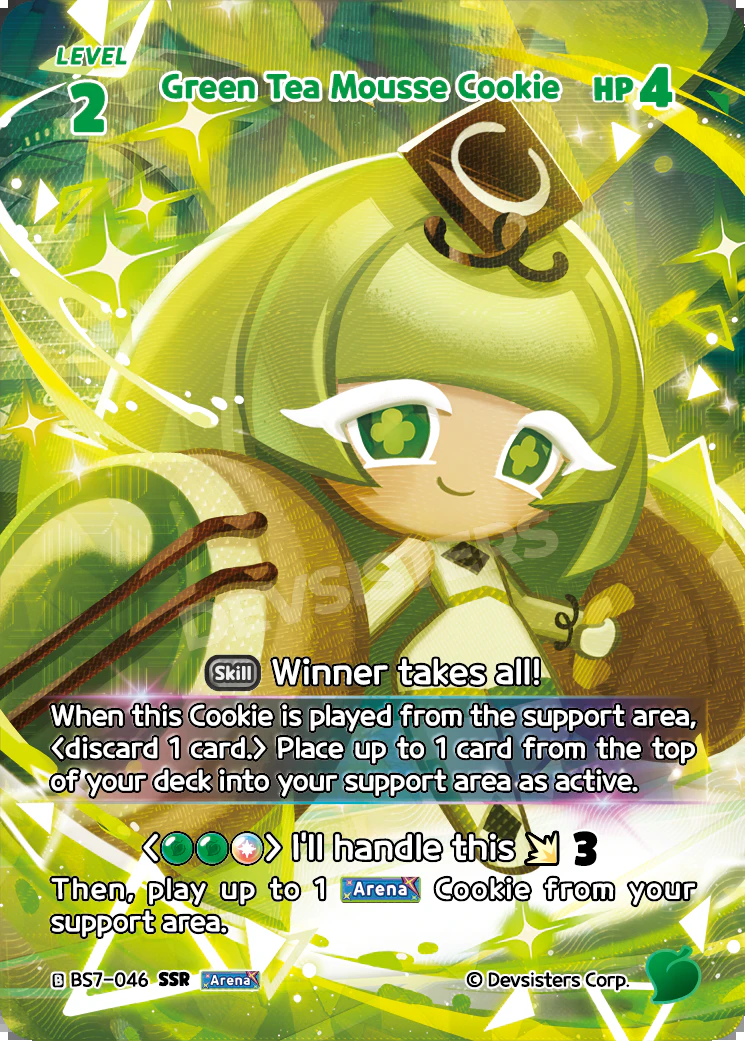 LEVEL
2
Green Tea Mousse Cookie
HP 4
DEVSISTERS
Skill Winner takes all!
When this Cookie is played from the support area,
<discard 1 card.> Place up to 1 card from the top
of your deck into your support area as active.
< > I'll handle this 3
Then, play up to 1 Arena Cookie from your
support area.
B BS7-046 SSR Arena
© Devsisters Corp.